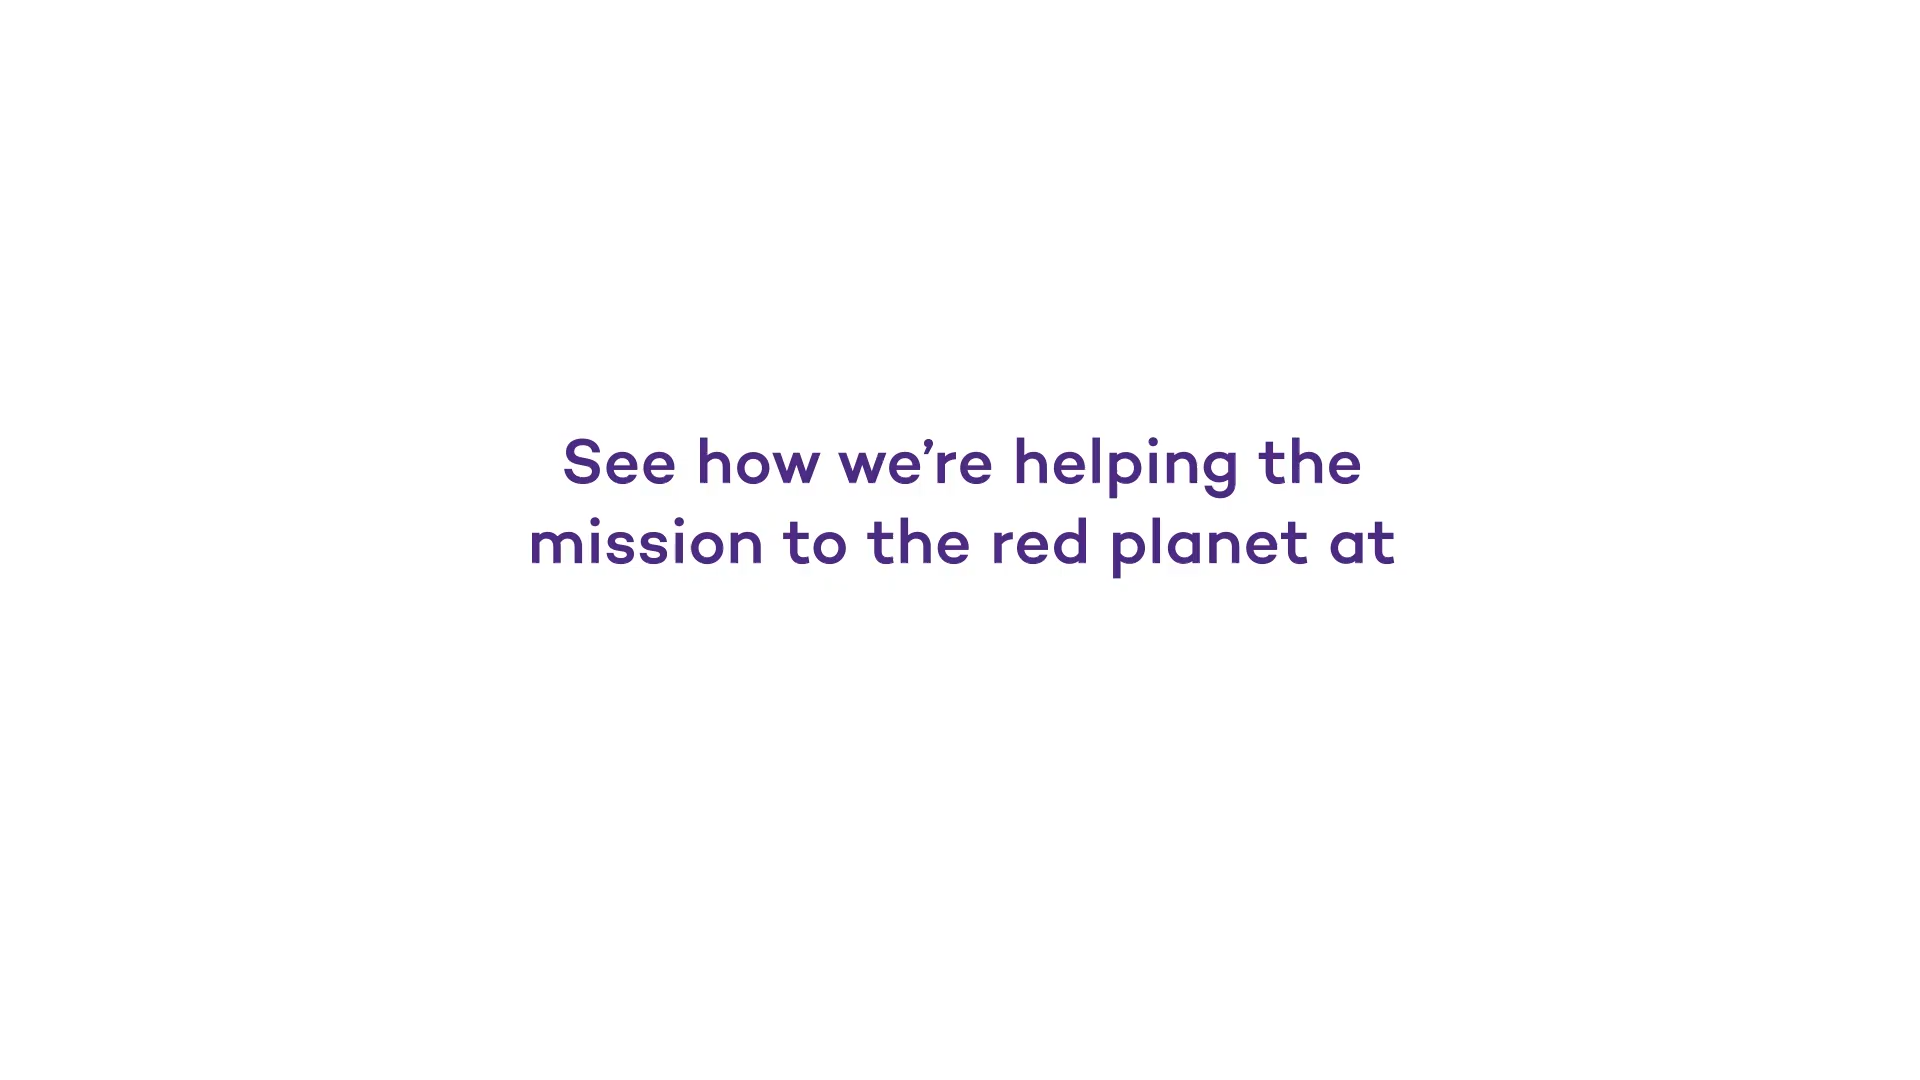 See how we’re helping the
mission to the red planet at